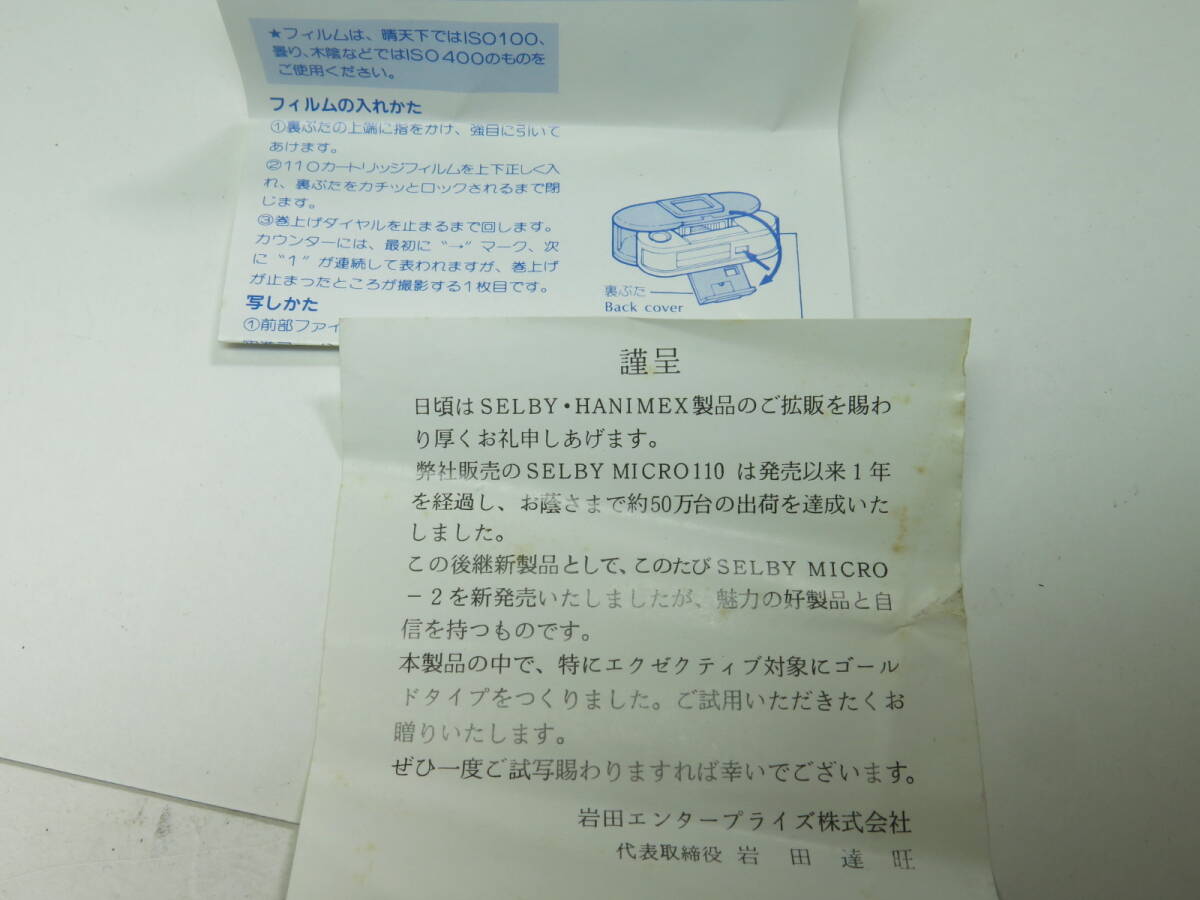 ★フィルムは、晴天下ではISO100、
曇り、木陰などではISO400のものを
ご使用ください。
フィルムの入れかた
①裏ぶたの上端に指をかけ、強目に引いて
あけます。
②110カートリッジフィルムを上下正しく入
れ、裏ぶたをカチッとロックされるまで閉
じます。
③巻上げダイヤルを止まるまで回します。
カウンターには、最初に“→”マーク、次
に“1”が連続して表われますが、巻上げ
が止まったところが撮影する1枚目です。
写しかた
①前部ファイ
裏ぶた
Back cover
謹呈
日頃はSELBY・HANIMEX製品のご拡販を賜わ
り厚くお礼申しあげます。
弊社販売のSELBY MICRO110 は発売以来1年
を経過し、お蔭さまで約50万台の出荷を達成いた
しました。
この後継新製品として、このたびSELBY MICRO
－2を新発売いたしましたが、魅力の好製品と自
信を持つものです。
本製品の中で、特にエクゼクティブ対象にゴール
ドタイプをつくりました。ご試用いただきたくお
贈りいたします。
ぜひ一度ご試写賜わりますれば幸いでございます。
岩田エンタープライズ株式会社
代表取締役 岩田達旺